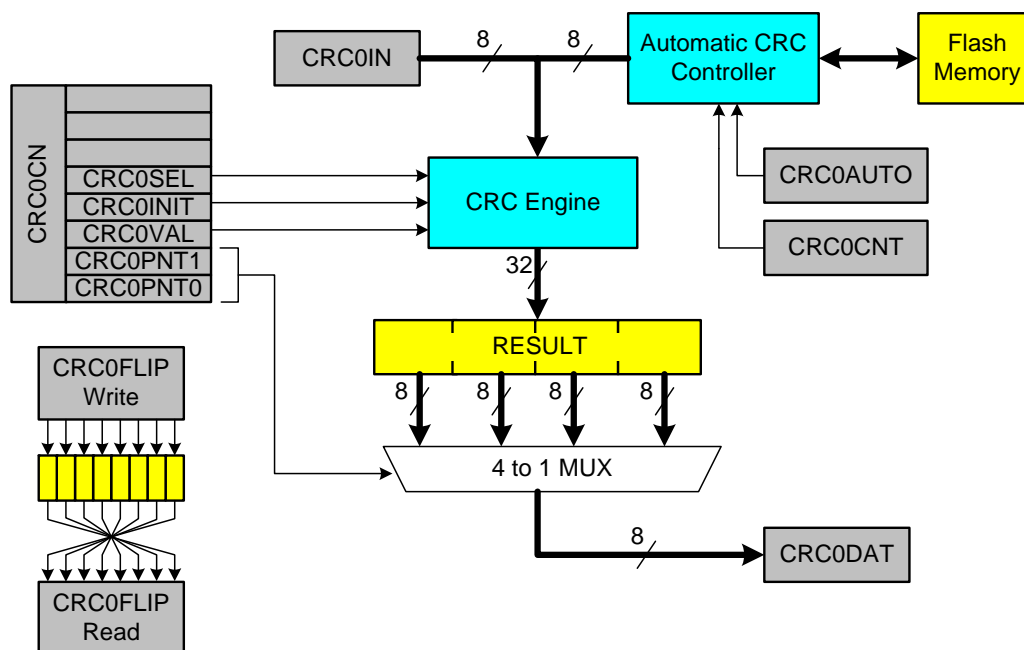 8
8
CRC0IN
Automatic CRC
Controller
Flash
Memory
CRC0CN
CRC0SEL
CRC0INIT
CRC0VAL
CRC0PNT1
CRC0PNT0
CRC Engine
CRC0AUTO
CRC0CNT
32
RESULT
8
8
8
8
4 to 1 MUX
8
CRC0DAT
CRC0FLIP
Write
CRC0FLIP
Read